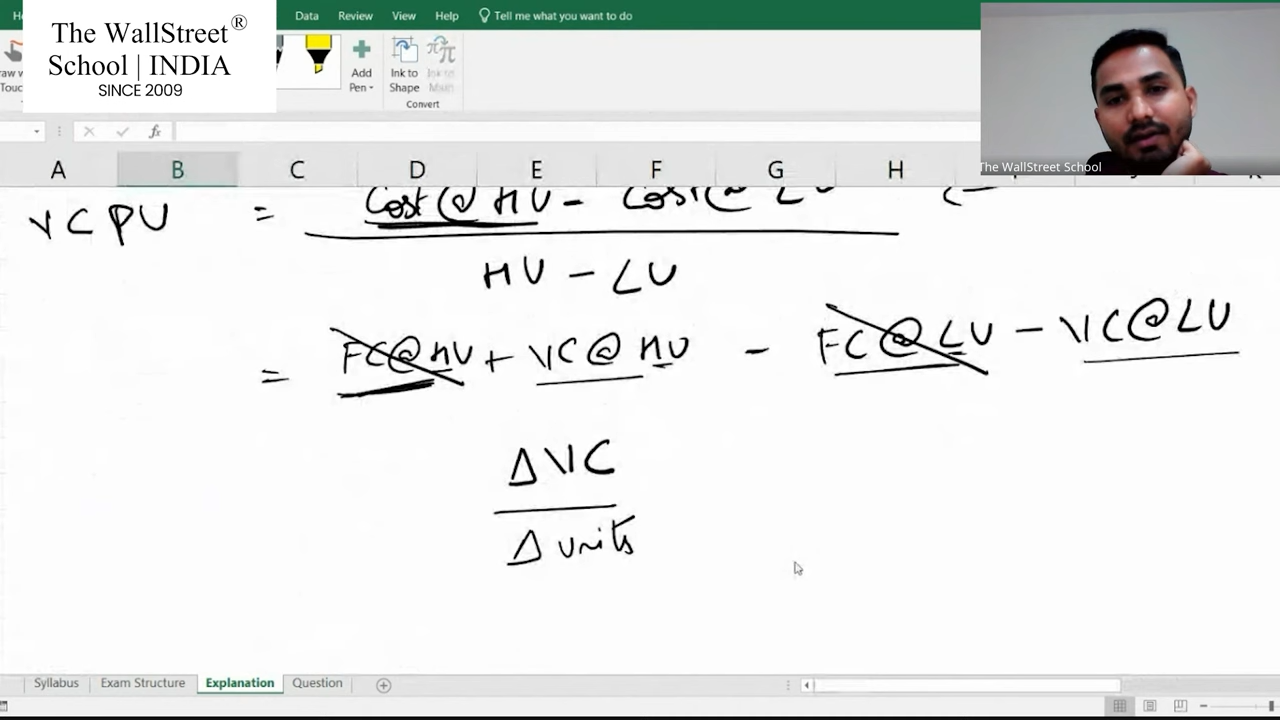 Data Review View Help Tell me what you want to do
The WallStreet®
School | INDIA
SINCE 2009
Add
Pen
Ink to
Shape
Convert
fx
The WallStreet School
A B C D E F G H
VCPU = Cost@HU - Cost@LU
HU - LU
= FC@HU + VC@HU - FC@LU - VC@LU
Δ VC
Δ units
Syllabus Exam Structure Explanation Question